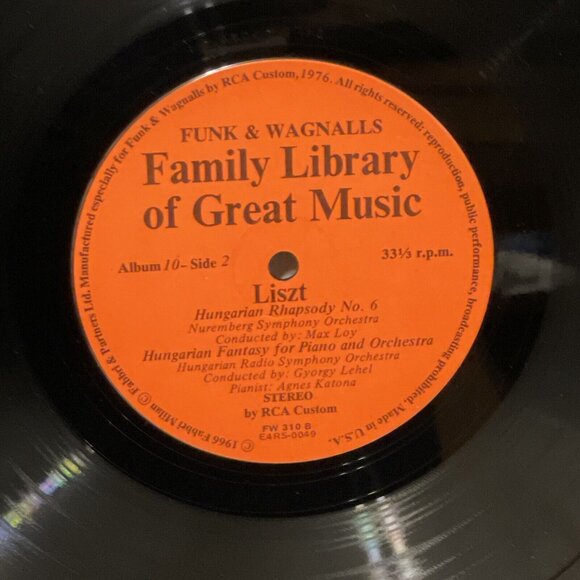 FUNK & WAGNALLS
Family Library
of Great Music
Album 10- Side 2
33⅓ r.p.m.
Liszt
Hungarian Rhapsody No. 6
Nuremberg Symphony Orchestra
Conducted by: Max Loy
Hungarian Fantasy for Piano and Orchestra
Hungarian Radio Symphony Orchestra
Conducted by: Gyorgy Lehel
Pianist: Agnes Katona
STEREO
by RCA Custom
FW 310 B
E4RS-0049
© 1966 Fabbri Milan © Fabbri & Partners Ltd. Manufactured especially for Funk & Wagnalls by RCA Custom, 1976. All rights reserved; reproduction, public performance, broadcasting prohibited. Made in U.S.A.